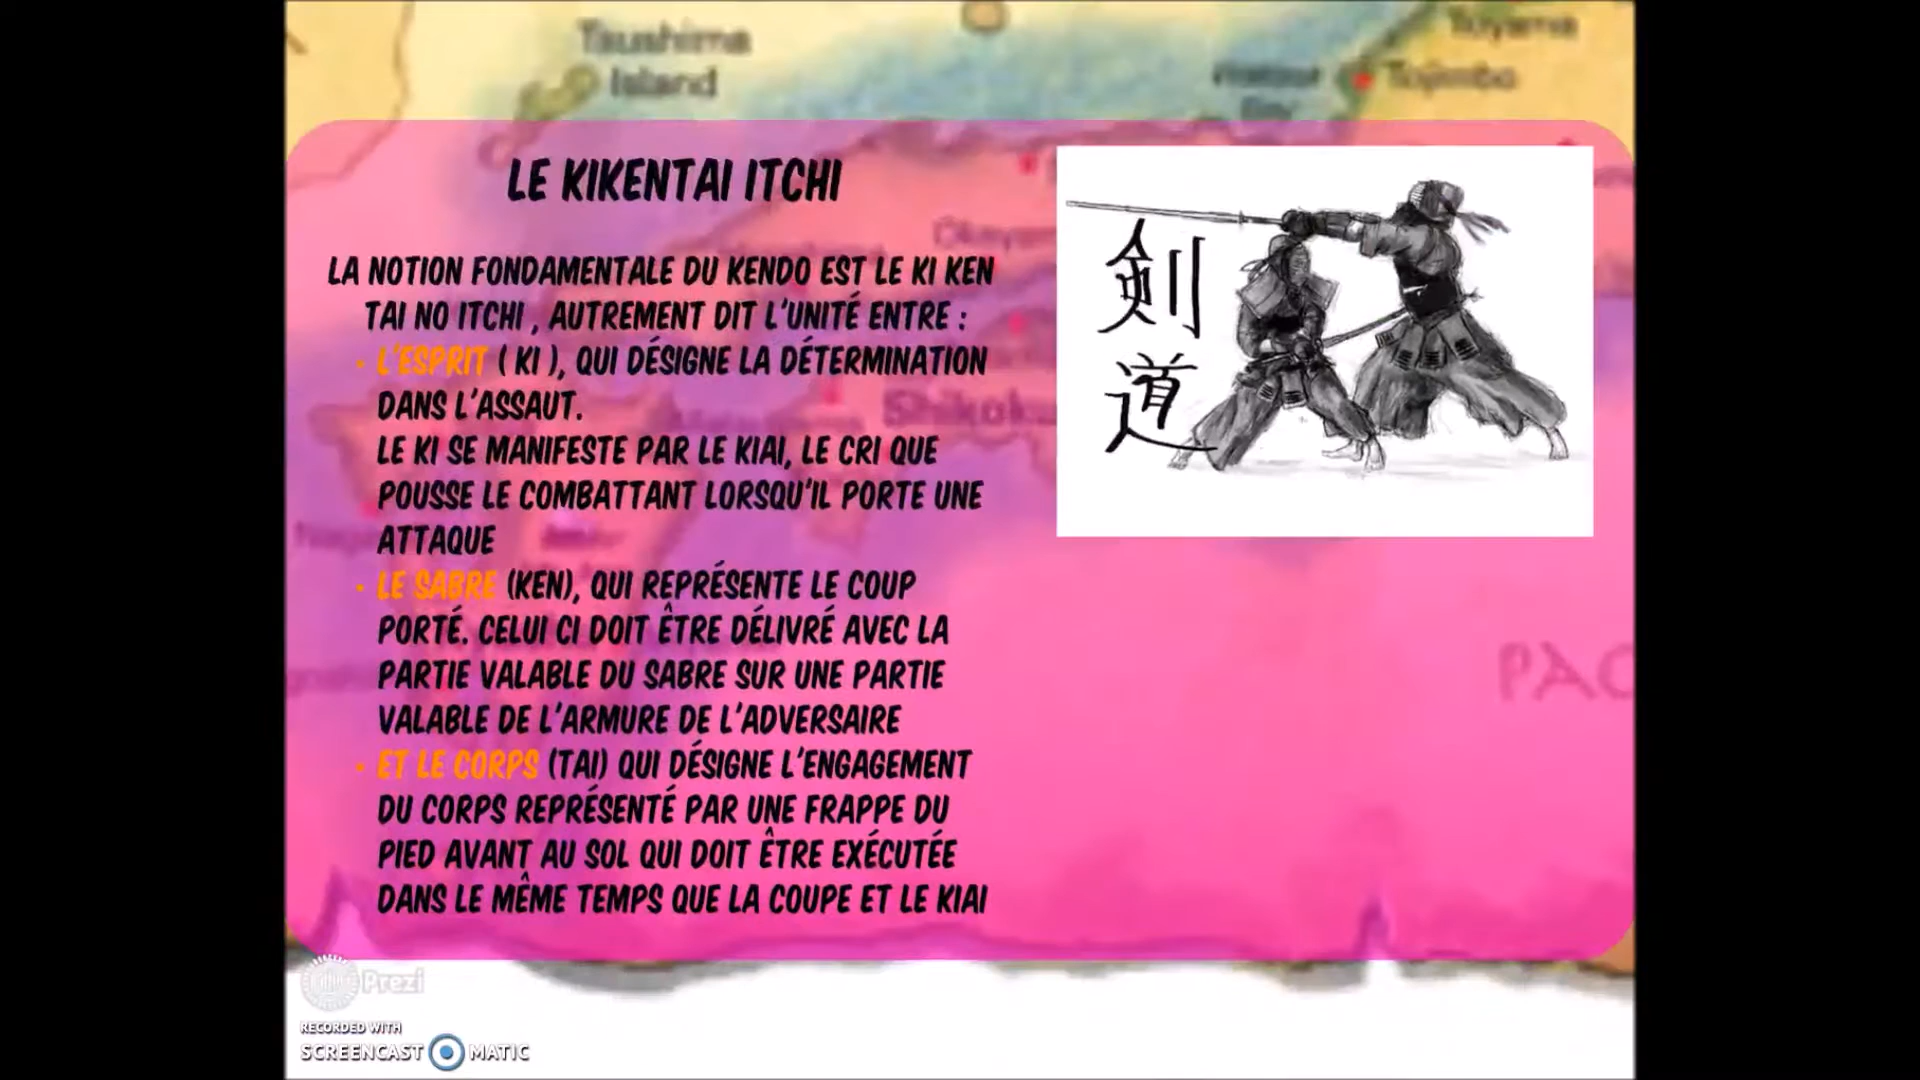 Tsushima
Island
Toyama
Tojimbo
LE KIKENTAI ITCHI
LA NOTION FONDAMENTALE DU KENDO EST LE KI KEN
TAI NO ITCHI , AUTREMENT DIT L'UNITÉ ENTRE :
• L'ESPRIT ( KI ), QUI DÉSIGNE LA DÉTERMINATION
DANS L'ASSAUT.
LE KI SE MANIFESTE PAR LE KIAI, LE CRI QUE
POUSSE LE COMBATTANT LORSQU'IL PORTE UNE
ATTAQUE
• LE SABRE (KEN), QUI REPRÉSENTE LE COUP
PORTÉ. CELUI CI DOIT ÊTRE DÉLIVRÉ AVEC LA
PARTIE VALABLE DU SABRE SUR UNE PARTIE
VALABLE DE L'ARMURE DE L'ADVERSAIRE
• ET LE CORPS (TAI) QUI DÉSIGNE L'ENGAGEMENT
DU CORPS REPRÉSENTÉ PAR UNE FRAPPE DU
PIED AVANT AU SOL QUI DOIT ÊTRE EXÉCUTÉE
DANS LE MÊME TEMPS QUE LA COUPE ET LE KIAI
剣
道
Shikoku
PAC
Prezi
RECORDED WITH
SCREENCAST MATIC